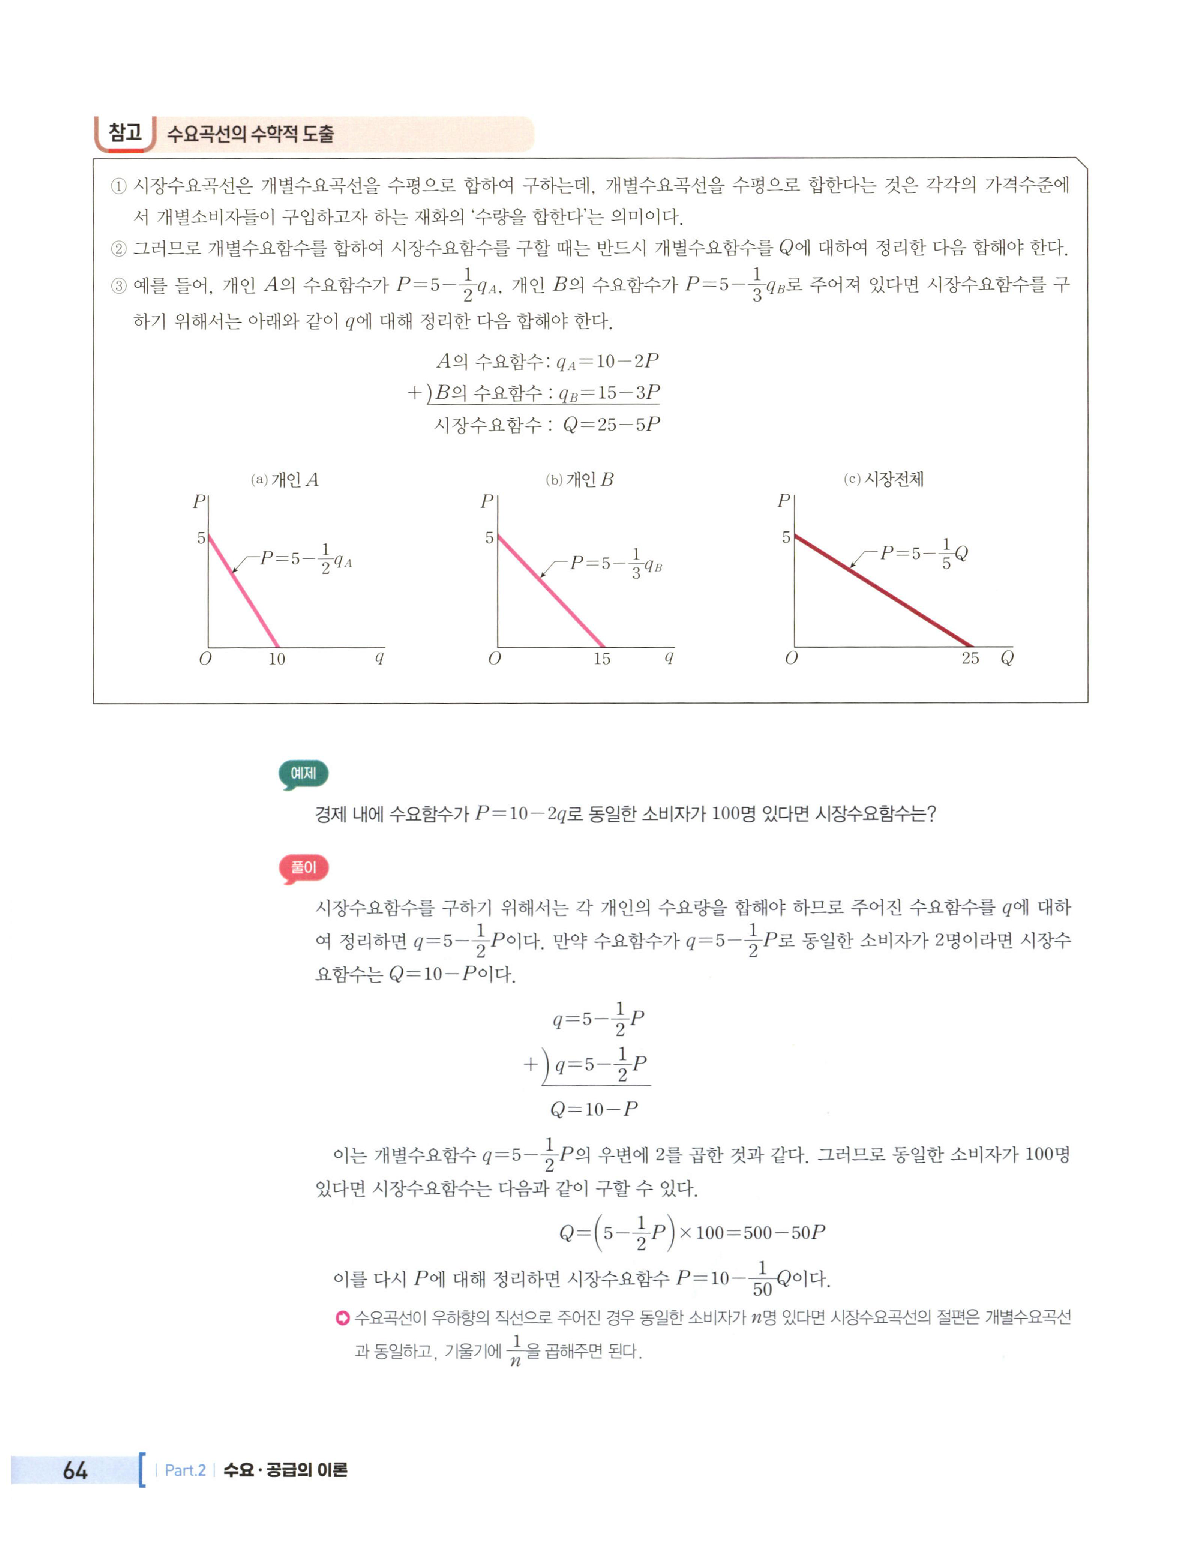 참고 수요곡선의 수학적 도출
① 시장수요곡선은 개별수요곡선을 수평으로 합하여 구하는데, 개별수요곡선을 수평으로 합한다는 것은 각각의 가격수준에
서 개별소비자들이 구입하고자 하는 재화의 '수량을 합한다'는 의미이다.
② 그러므로 개별수요함수를 합하여 시장수요함수를 구할 때는 반드시 개별수요함수를 Q에 대하여 정리한 다음 합해야 한다.
③ 예를 들어, 개인 A의 수요함수가 P=5-\frac{1}{2}q_A, 개인 B의 수요함수가 P=5-\frac{1}{3}q_B로 주어져 있다면 시장수요함수를 구
하기 위해서는 아래와 같이 q에 대해 정리한 다음 합해야 한다.
A의 수요함수: q_A=10-2P
+)B의 수요함수 : q_B=15-3P
시장수요함수 : Q=25-5P
(a) 개인 A
P
5
P=5-\frac{1}{2}q_A
O 10 q
(b) 개인 B
P
5
P=5-\frac{1}{3}q_B
O 15 q
(c) 시장전체
P
5
P=5-\frac{1}{5}Q
O 25 Q
예제
경제 내에 수요함수가 P=10-2q로 동일한 소비자가 100명 있다면 시장수요함수는?
풀이
시장수요함수를 구하기 위해서는 각 개인의 수요량을 합해야 하므로 주어진 수요함수를 q에 대하
여 정리하면 q=5-\frac{1}{2}P이다. 만약 수요함수가 q=5-\frac{1}{2}P로 동일한 소비자가 2명이라면 시장수
요함수는 Q=10-P이다.
q=5-\frac{1}{2}P
+)q=5-\frac{1}{2}P
Q=10-P
이는 개별수요함수 q=5-\frac{1}{2}P의 우변에 2를 곱한 것과 같다. 그러므로 동일한 소비자가 100명
있다면 시장수요함수는 다음과 같이 구할 수 있다.
Q=(5-\frac{1}{2}P)×100=500-50P
이를 다시 P에 대해 정리하면 시장수요함수 P=10-\frac{1}{50}Q이다.
수요곡선이 우하향의 직선으로 주어진 경우 동일한 소비자가 n명 있다면 시장수요곡선의 절편은 개별수요곡선
과 동일하고, 기울기에 \frac{1}{n}을 곱해주면 된다.
64 | Part.2 | 수요·공급의 이론